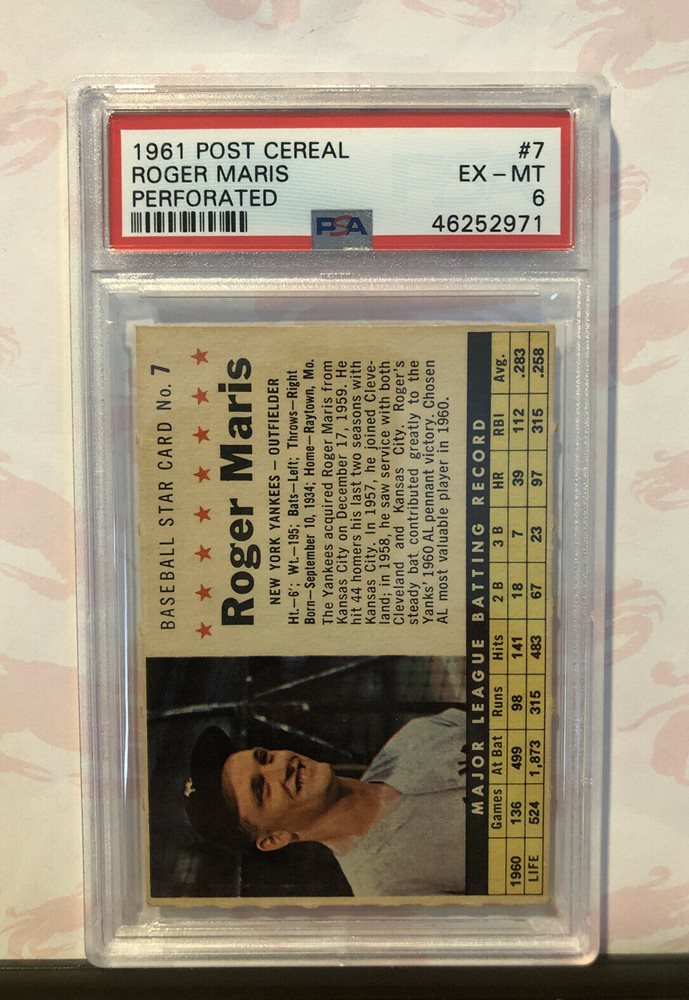 1961 POST CEREAL #7
ROGER MARIS EX - MT
PERFORATED 6
PSA 46252971
BASEBALL STAR CARD No. 7
Roger Maris
NEW YORK YANKEES — OUTFIELDER
Ht.—6'; Wt.—195; Bats—Left; Throws—Right
Born—September 10, 1934; Home—Raytown, Mo.
The Yankees acquired Roger Maris from
Kansas City on December 17, 1959. He
hit 44 homers his last two seasons with
Kansas City. In 1957, he joined Cleve-
land; in 1958, he saw service with both
Cleveland and Kansas City. Roger's
steady bat contributed greatly to the
Yanks' 1960 AL pennant victory. Chosen
AL most valuable player in 1960.
MAJOR LEAGUE BATTING RECORD
Games At Bat Runs Hits 2 B 3 B HR RBI Avg.
1960 136 499 98 141 18 7 39 112 .283
LIFE 524 1,873 315 483 67 23 97 315 .258